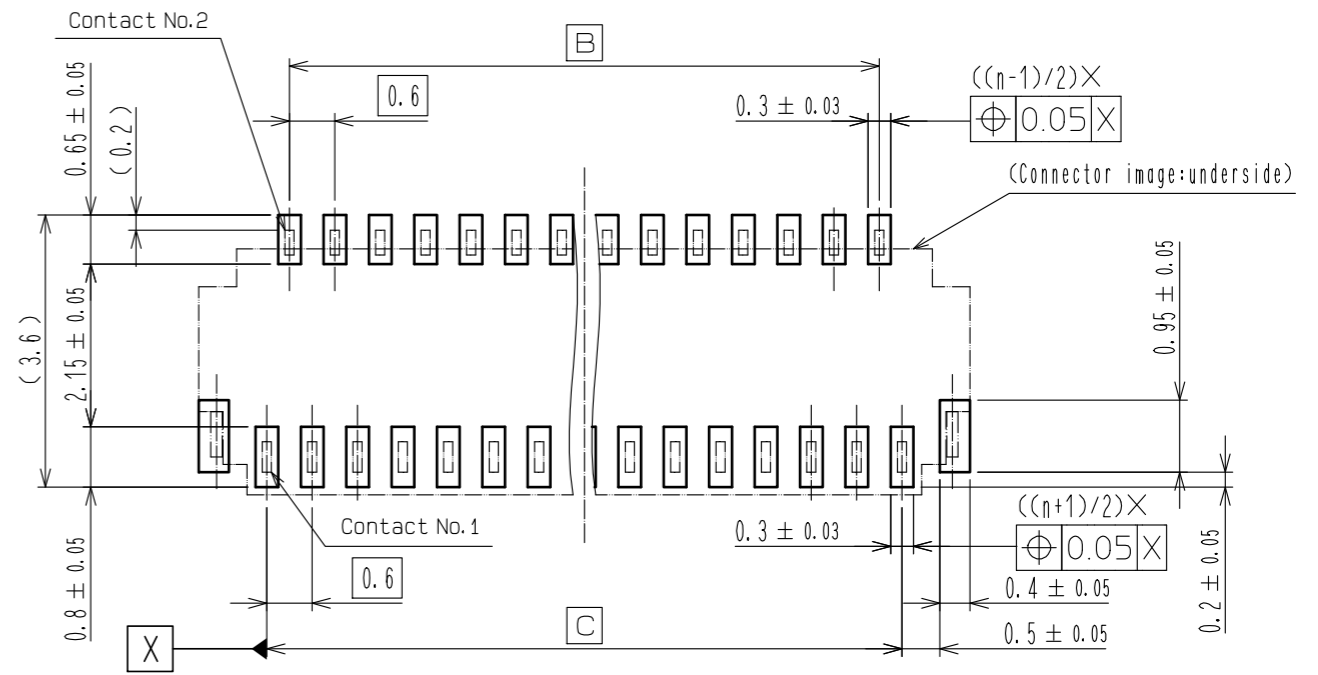 Contact No.2
B
0.6
0.65 ± 0.05
(0.2)
0.3 ± 0.03
((n-1)/2)X
⌖ 0.05 X
(Connector image:underside)
(3.6)
2.15 ± 0.05
0.95 ± 0.05
Contact No.1
0.3 ± 0.03
((n+1)/2)X
⌖ 0.05 X
0.8 ± 0.05
0.6
0.4 ± 0.05
0.2 ± 0.05
X
C
0.5 ± 0.05